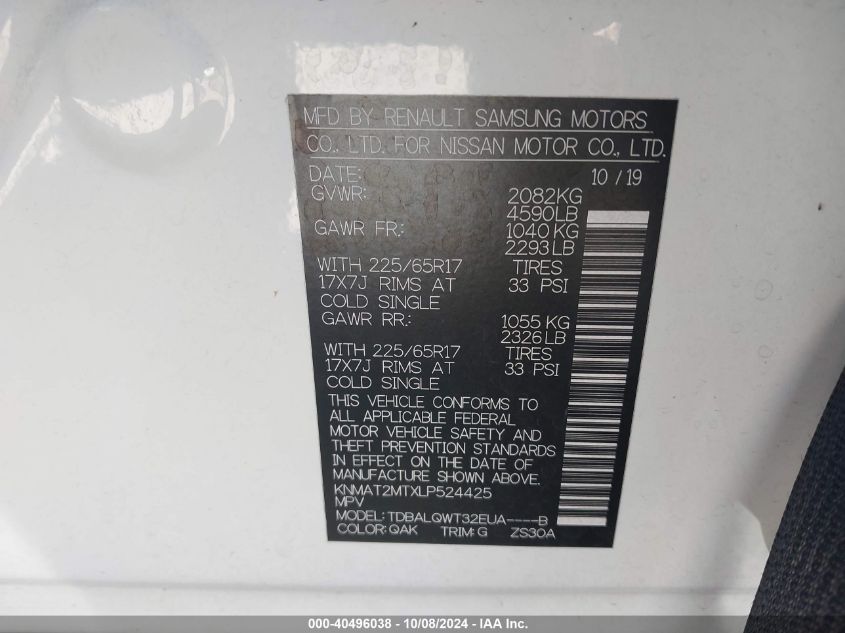 MFD BY RENAULT SAMSUNG MOTORS
CO., LTD. FOR NISSAN MOTOR CO., LTD.
DATE: 10 / 19
GVWR: 2082KG
4590LB
GAWR FR.: 1040 KG
2293LB
WITH 225/65R17 TIRES
17X7J RIMS AT 33 PSI
COLD SINGLE
GAWR RR.: 1055 KG
2326LB
WITH 225/65R17 TIRES
17X7J RIMS AT 33 PSI
COLD SINGLE
THIS VEHICLE CONFORMS TO
ALL APPLICABLE FEDERAL
MOTOR VEHICLE SAFETY AND
THEFT PREVENTION STANDARDS
IN EFFECT ON THE DATE OF
MANUFACTURE SHOWN ABOVE.
KNMAT2MTXLP524425
MPV
MODEL: TDBALQWT32EUA----B
COLOR: QAK TRIM: G ZS30A
000-40496038 - 10/08/2024 - IAA Inc.